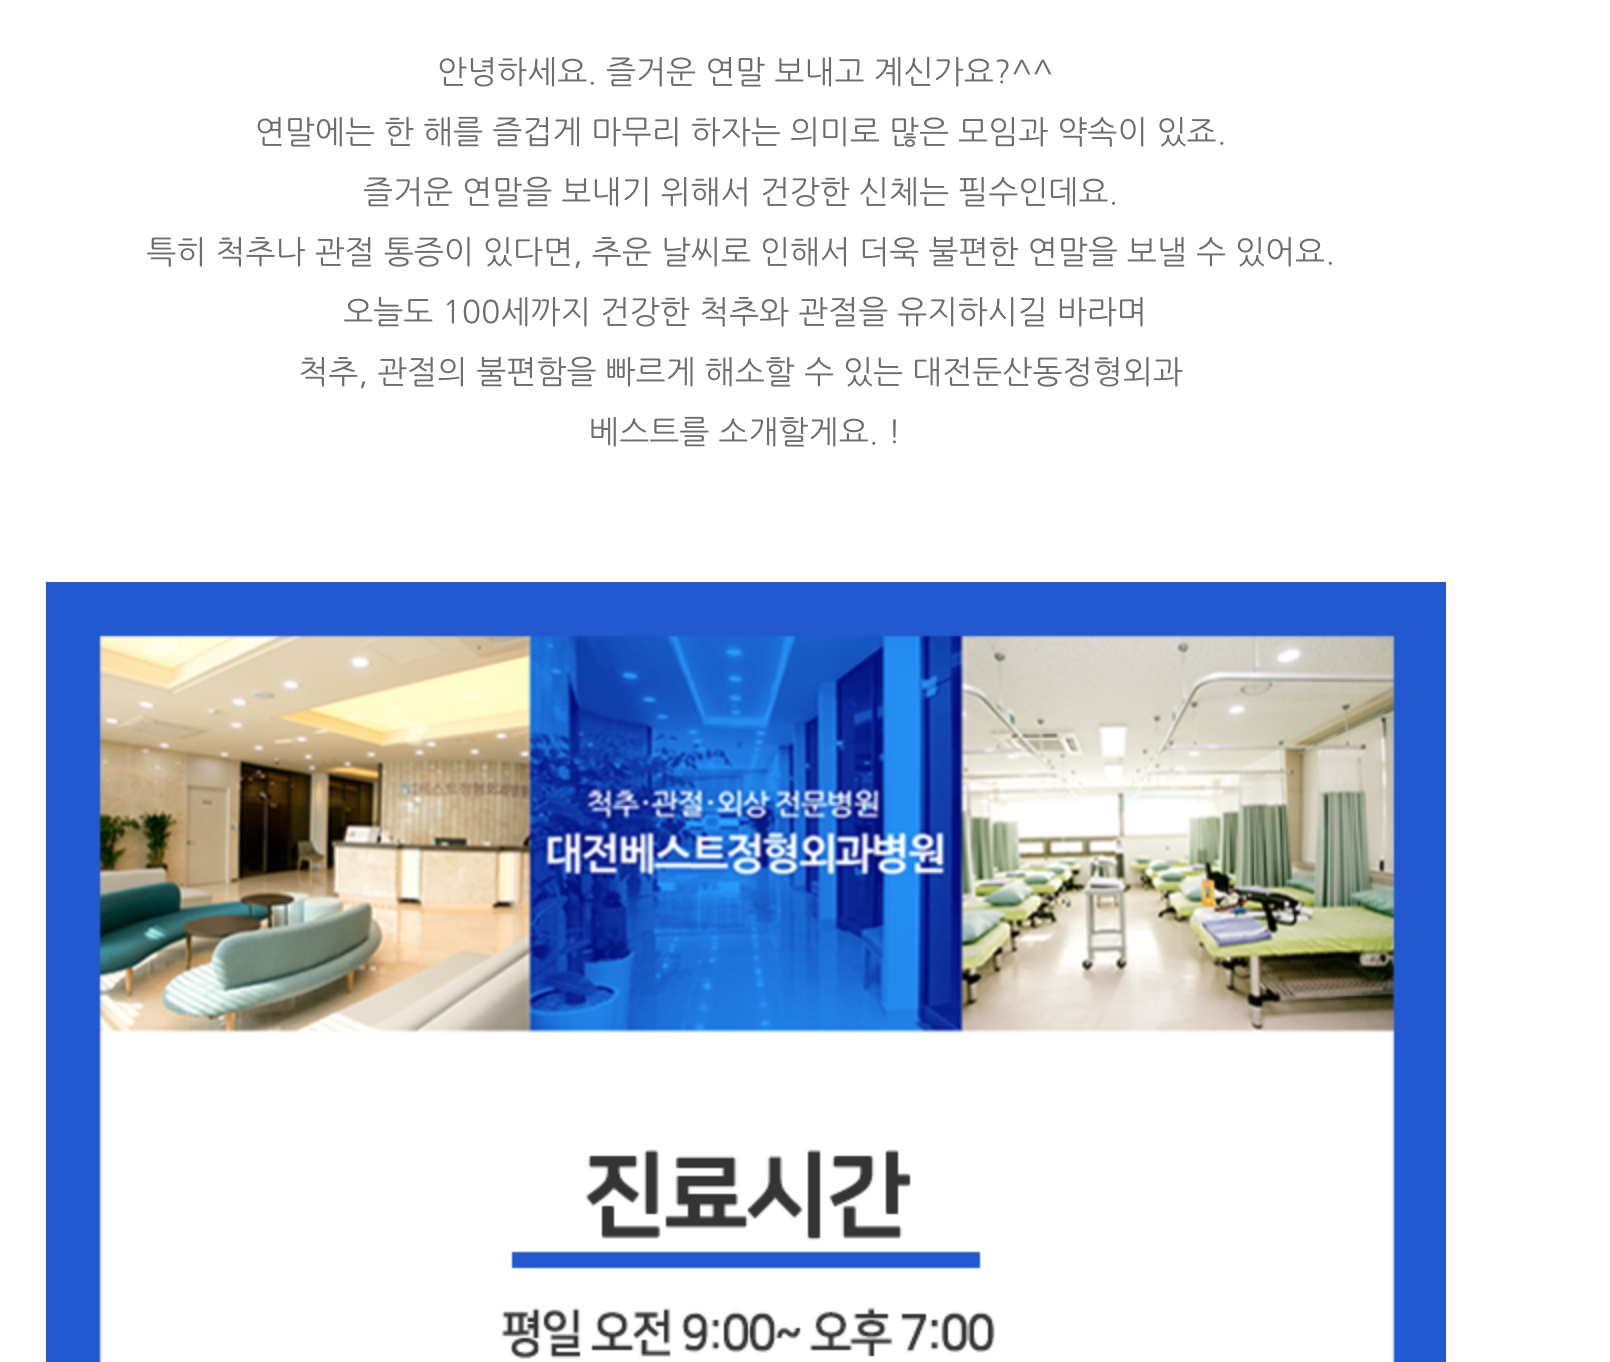 안녕하세요. 즐거운 연말 보내고 계신가요?^^
연말에는 한 해를 즐겁게 마무리 하자는 의미로 많은 모임과 약속이 있죠.
즐거운 연말을 보내기 위해서 건강한 신체는 필수인데요.
특히 척추나 관절 통증이 있다면, 추운 날씨로 인해서 더욱 불편한 연말을 보낼 수 있어요.
오늘도 100세까지 건강한 척추와 관절을 유지하시길 바라며
척추, 관절의 불편함을 빠르게 해소할 수 있는 대전둔산동정형외과
베스트를 소개할게요. !
척추·관절·외상 전문병원
대전베스트정형외과병원
진료시간
평일 오전 9:00~ 오후 7:00